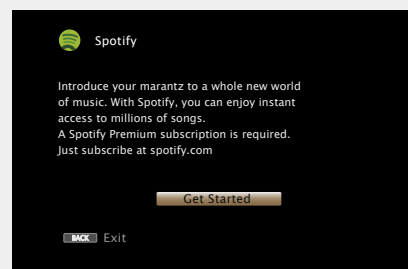 Spotify
Introduce your marantz to a whole new world
of music. With Spotify, you can enjoy instant
access to millions of songs.
A Spotify Premium subscription is required.
Just subscribe at spotify.com
Get Started
BACK Exit